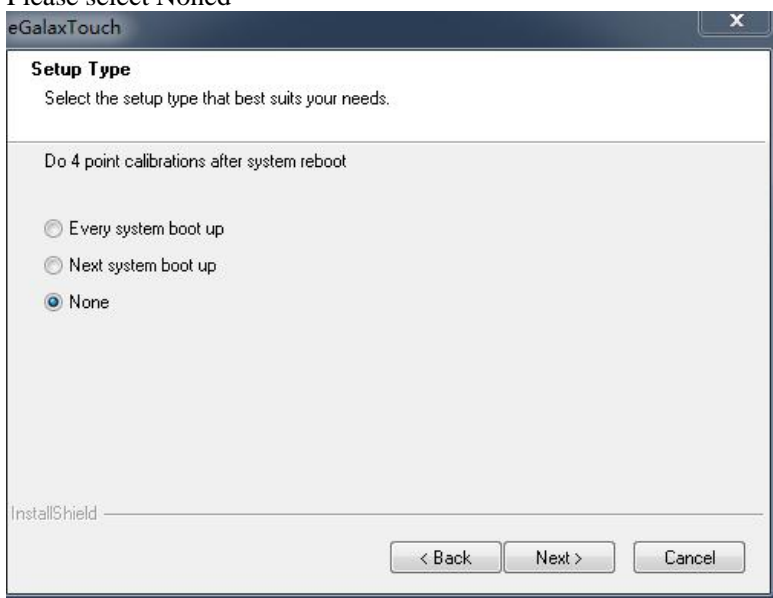 Please select Noned
eGalaxTouch
X
Setup Type
Select the setup type that best suits your needs.
Do 4 point calibrations after system reboot
Every system boot up
Next system boot up
None
InstallShield
< Back Next > Cancel